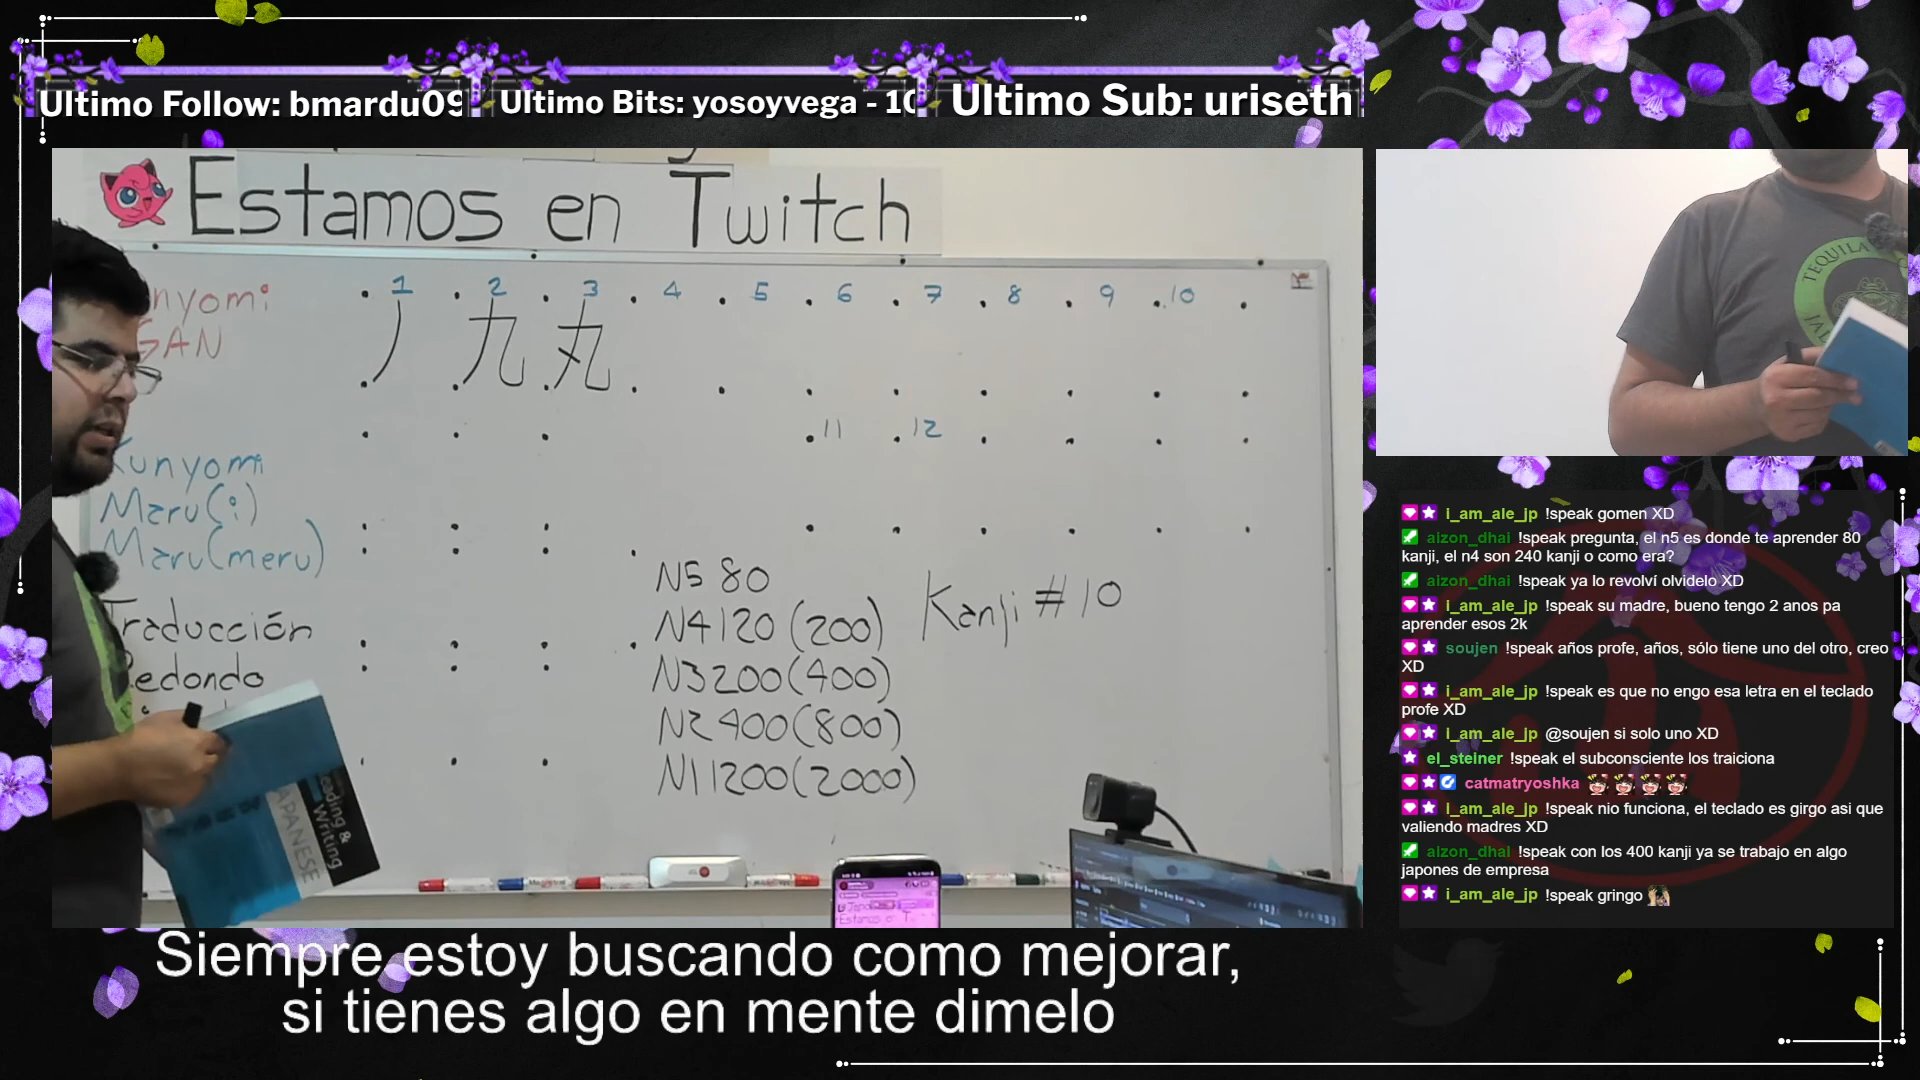 Ultimo Follow: bmardu09
Ultimo Bits: yosoyvega - 10
Ultimo Sub: uriseth
Estamos en Twitch
nyomi
GAN
1 2 3 4 5 6 7 8 9 10
丿 九 丸
11 12
Kunyomi
Maru(i)
Maru(meru)
Traducción
Redondo
N5 80
N4 120 (200)
N3 200 (400)
N2 400 (800)
N1 1200 (2000)
Kanji #10
Reading &
Writing
JAPANESE
TEQUILA
i_am_ale_jp !speak gomen XD
aizon_dhai !speak pregunta, el n5 es donde te aprender 80
kanji, el n4 son 240 kanji o como era?
aizon_dhai !speak ya lo revolví olvidelo XD
i_am_ale_jp !speak su madre, bueno tengo 2 anos pa
aprender esos 2k
soujen !speak años profe, años, sólo tiene uno del otro, creo
XD
i_am_ale_jp !speak es que no engo esa letra en el teclado
profe XD
i_am_ale_jp @soujen si solo uno XD
el_steiner !speak el subconsciente los traiciona
catmatryoshka
i_am_ale_jp !speak nio funciona, el teclado es girgo asi que
valiendo madres XD
aizon_dhai !speak con los 400 kanji ya se trabajo en algo
japones de empresa
i_am_ale_jp !speak gringo
Siempre estoy buscando como mejorar,
si tienes algo en mente dimelo